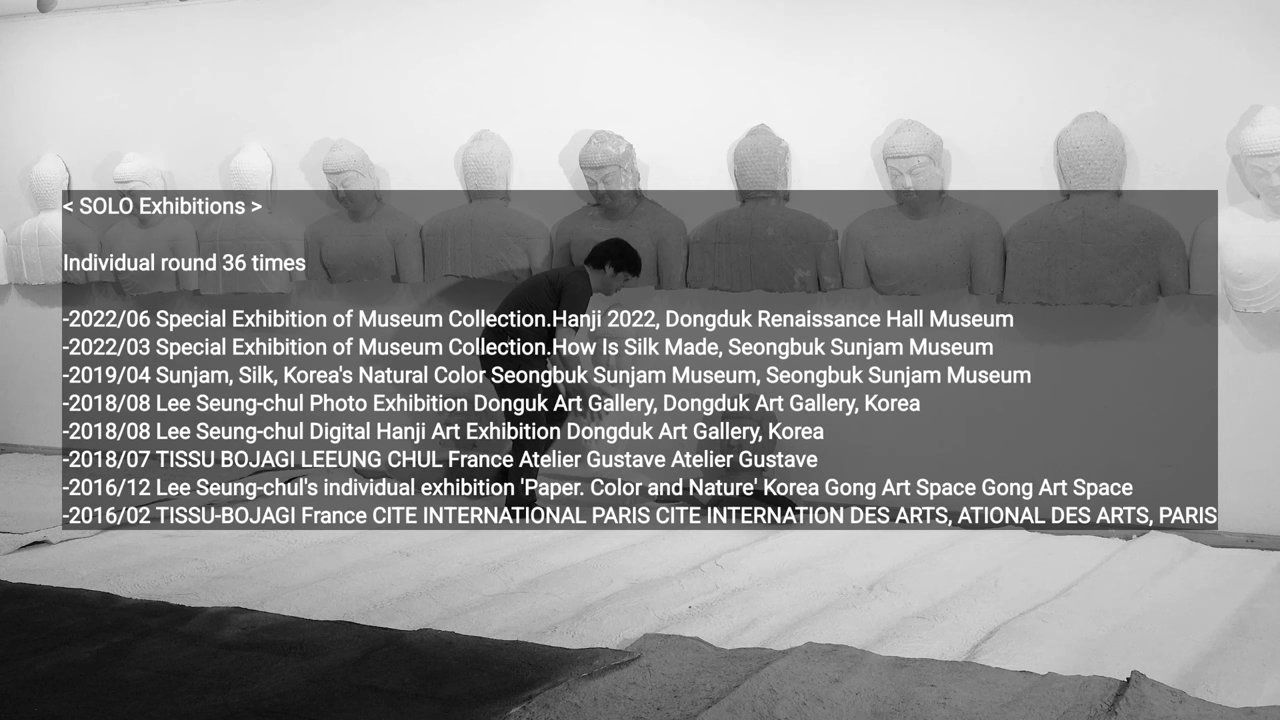 < SOLO Exhibitions >
Individual round 36 times
-2022/06 Special Exhibition of Museum Collection.Hanji 2022, Dongduk Renaissance Hall Museum
-2022/03 Special Exhibition of Museum Collection.How Is Silk Made, Seongbuk Sunjam Museum
-2019/04 Sunjam, Silk, Korea's Natural Color Seongbuk Sunjam Museum, Seongbuk Sunjam Museum
-2018/08 Lee Seung-chul Photo Exhibition Donguk Art Gallery, Dongduk Art Gallery, Korea
-2018/08 Lee Seung-chul Digital Hanji Art Exhibition Dongduk Art Gallery, Korea
-2018/07 TISSU BOJAGI LEEUNG CHUL France Atelier Gustave Atelier Gustave
-2016/12 Lee Seung-chul's individual exhibition 'Paper. Color and Nature' Korea Gong Art Space Gong Art Space
-2016/02 TISSU-BOJAGI France CITE INTERNATIONAL PARIS CITE INTERNATION DES ARTS, ATIONAL DES ARTS, PARIS